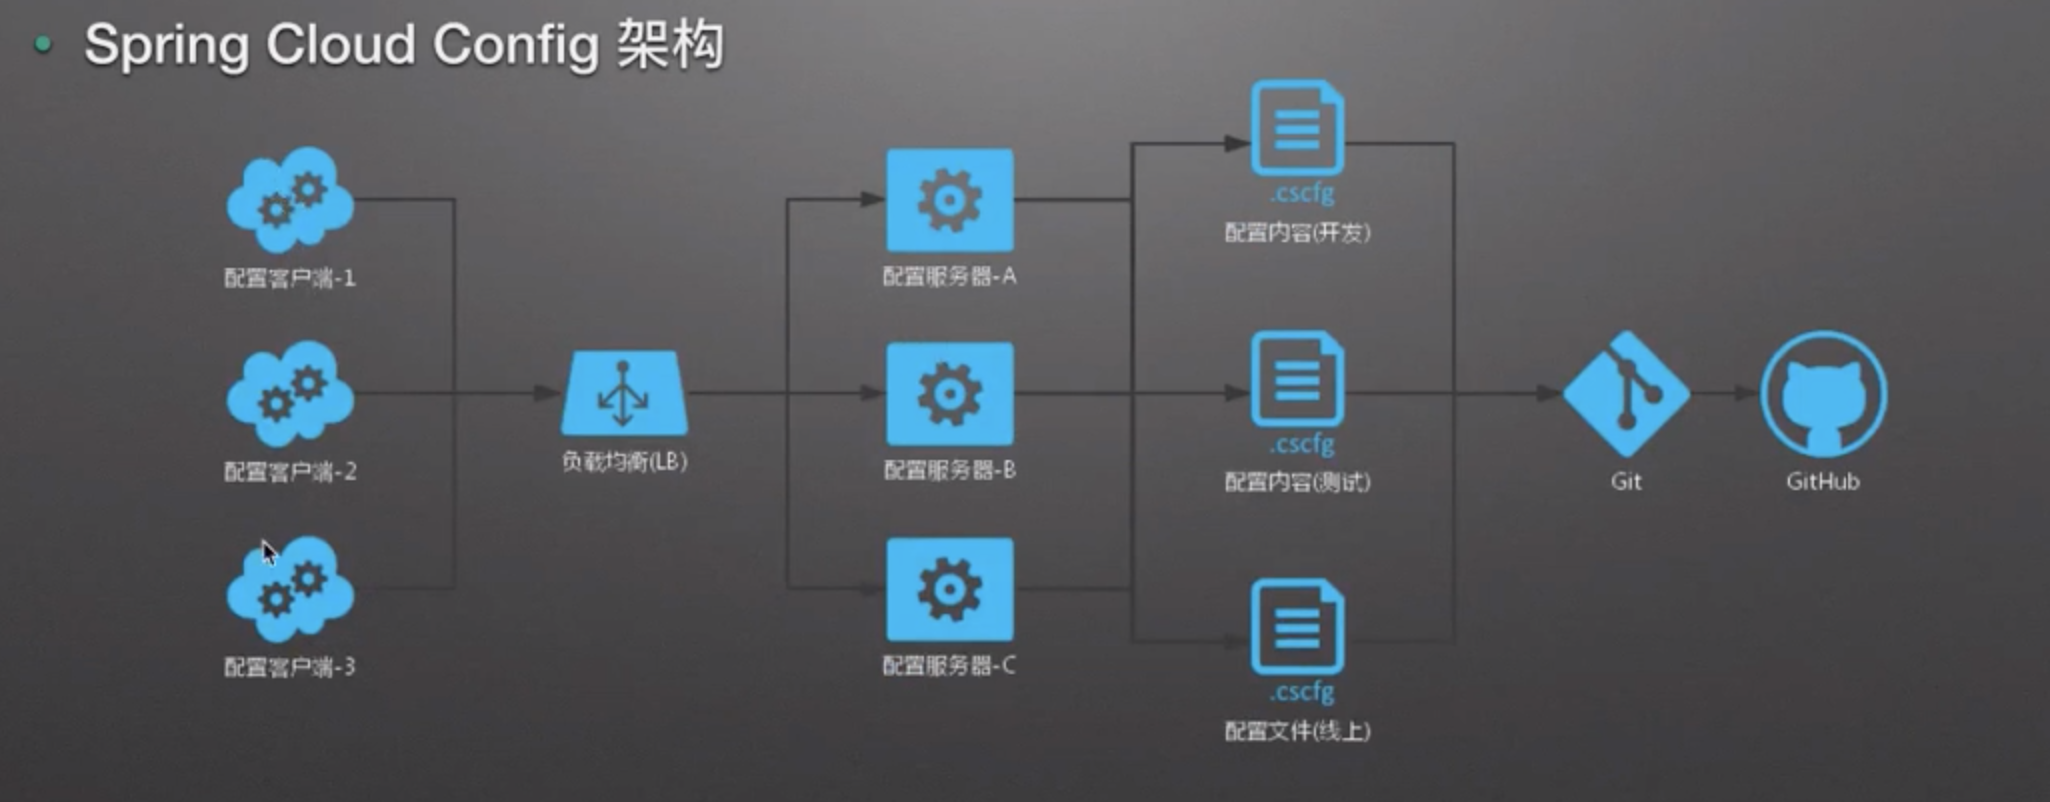 • Spring Cloud Config 架构
配置客户端-1
配置客户端-2
配置客户端-3
负载均衡(LB)
配置服务器-A
配置服务器-B
配置服务器-C
.cscfg
配置内容(开发)
.cscfg
配置内容(测试)
.cscfg
配置文件(线上)
Git
GitHub